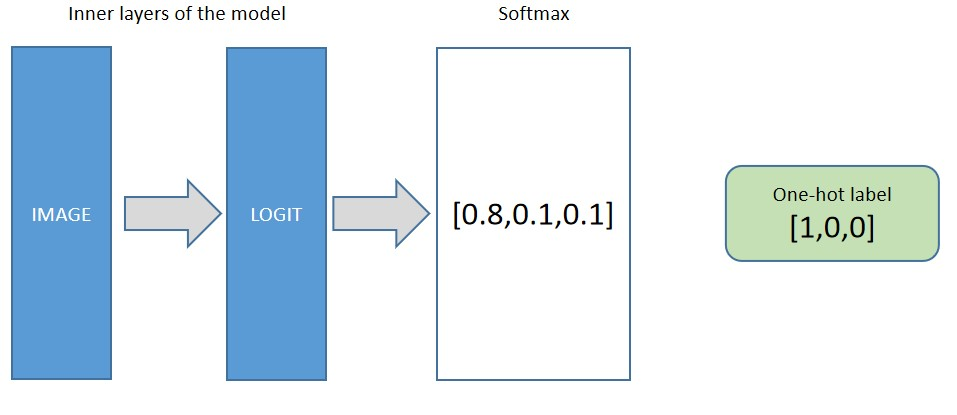 Inner layers of the model
Softmax
IMAGE
LOGIT
[0.8,0.1,0.1]
One-hot label
[1,0,0]